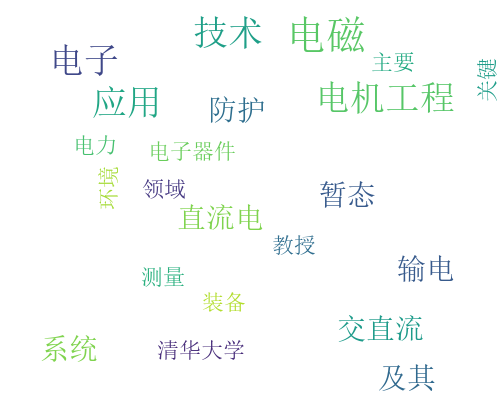 技术
电磁
电子
主要
关键
应用
防护
电机工程
电力
电子器件
环境
领域
暂态
直流电
教授
输电
测量
装备
交直流
系统
清华大学
及其